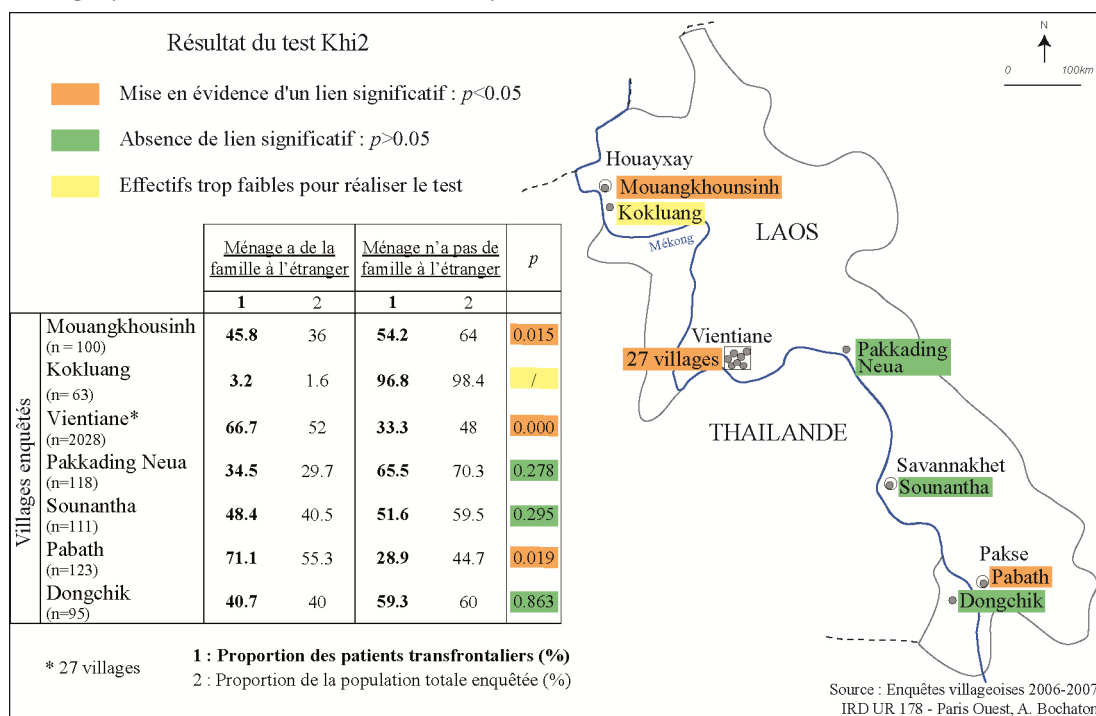 Résultat du test Khi2
Mise en évidence d'un lien significatif : p<0.05
Absence de lien significatif : p>0.05
Effectifs trop faibles pour réaliser le test
Ménage a de la famille à l'étranger
Ménage n'a pas de famille à l'étranger
p
1 2 1 2
Villages enquêtés
Mouangkhousinh 45.8 36 54.2 64 0.015
(n = 100)
Kokluang 3.2 1.6 96.8 98.4 /
(n= 63)
Vientiane* 66.7 52 33.3 48 0.000
(n=2028)
Pakkading Neua 34.5 29.7 65.5 70.3 0.278
(n=118)
Sounantha 48.4 40.5 51.6 59.5 0.295
(n=111)
Pabath 71.1 55.3 28.9 44.7 0.019
(n=123)
Dongchik 40.7 40 59.3 60 0.863
(n=95)
* 27 villages
1 : Proportion des patients transfrontaliers (%)
2 : Proportion de la population totale enquêtée (%)
N
0 100km
Houayxay
Mouangkhounsinh
Kokluang
Mékong
LAOS
Vientiane
27 villages
Pakkading
Neua
THAILANDE
Savannakhet
Sounantha
Pakse
Pabath
Dongchik
Source : Enquêtes villageoises 2006-2007
IRD UR 178 - Paris Ouest, A. Bochaton